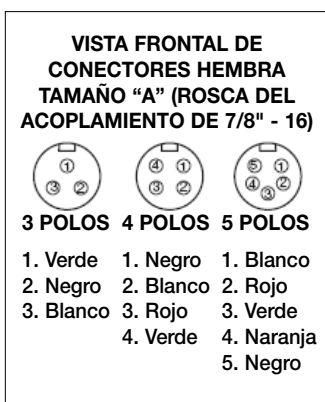 VISTA FRONTAL DE
CONECTORES HEMBRA
TAMAÑO “A” (ROSCA DEL
ACOPLAMIENTO DE 7/8" - 16)
1
3 2
4 1
3 2
5 1
4 2
3
3 POLOS 4 POLOS 5 POLOS
1. Verde 1. Negro 1. Blanco
2. Negro 2. Blanco 2. Rojo
3. Blanco 3. Rojo 3. Verde
4. Verde 4. Naranja
5. Negro